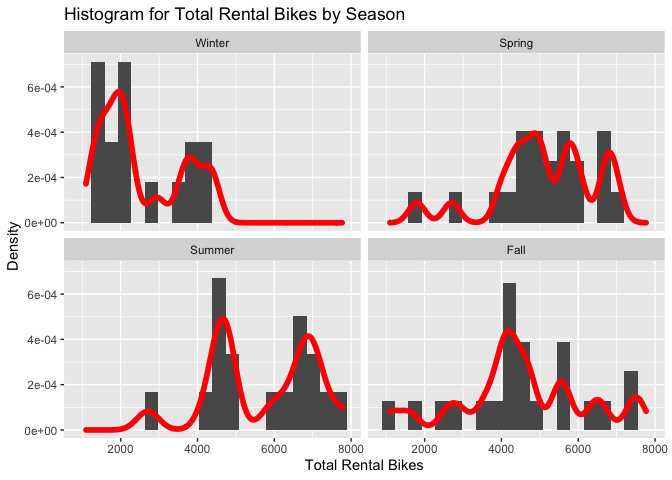 Histogram for Total Rental Bikes by Season
Winter
Spring
6e-04
4e-04
2e-04
0e+00
Density
Summer
Fall
6e-04
4e-04
2e-04
0e+00
2000 4000 6000 8000
2000 4000 6000 8000
Total Rental Bikes